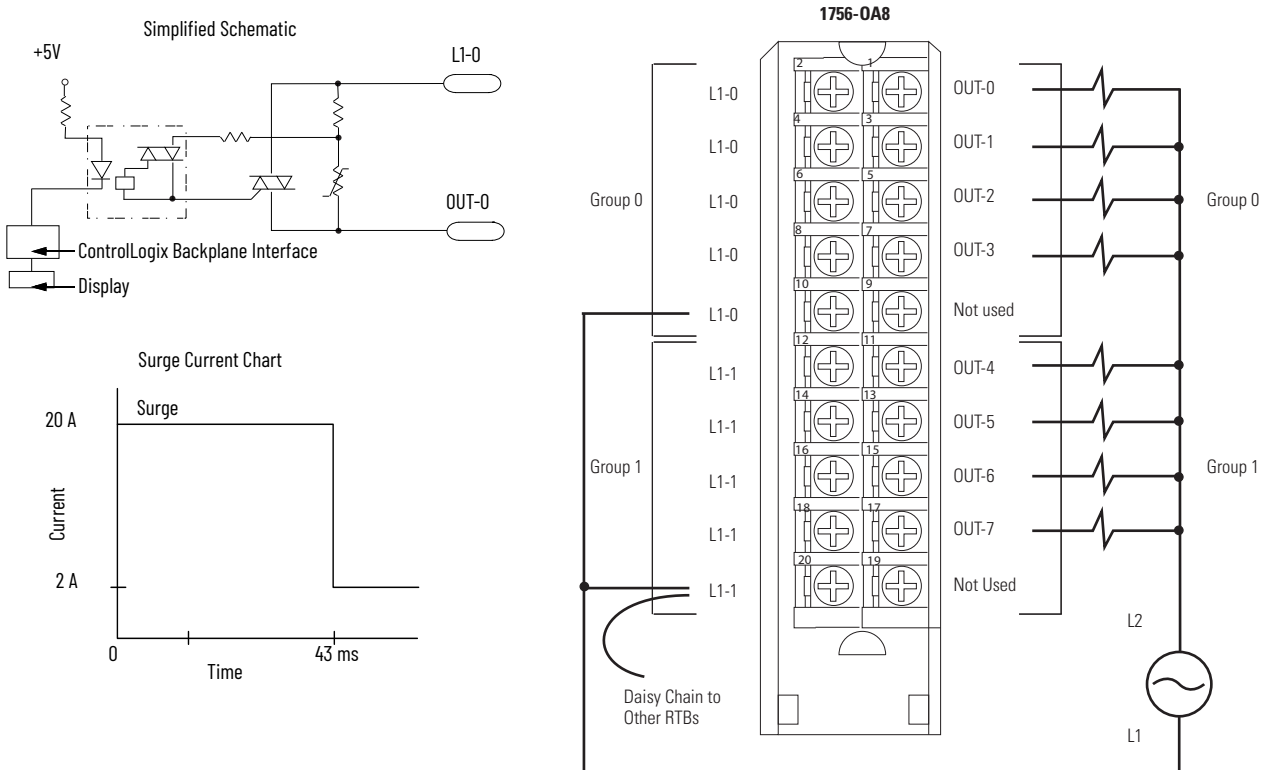 1756-OA8
Simplified Schematic
+5V
L1-0
OUT-0
ControlLogix Backplane Interface
Display
Surge Current Chart
20 A
Surge
Current
2 A
0
43 ms
Time
Group 0
L1-0
L1-0
L1-0
L1-0
L1-0
Group 1
L1-1
L1-1
L1-1
L1-1
L1-1
Daisy Chain to
Other RTBs
2 1
4 3
6 5
8 7
10 9
12 11
14 13
16 15
18 17
20 19
OUT-0
OUT-1
OUT-2
OUT-3
Not used
Group 0
OUT-4
OUT-5
OUT-6
OUT-7
Not Used
Group 1
L2
L1